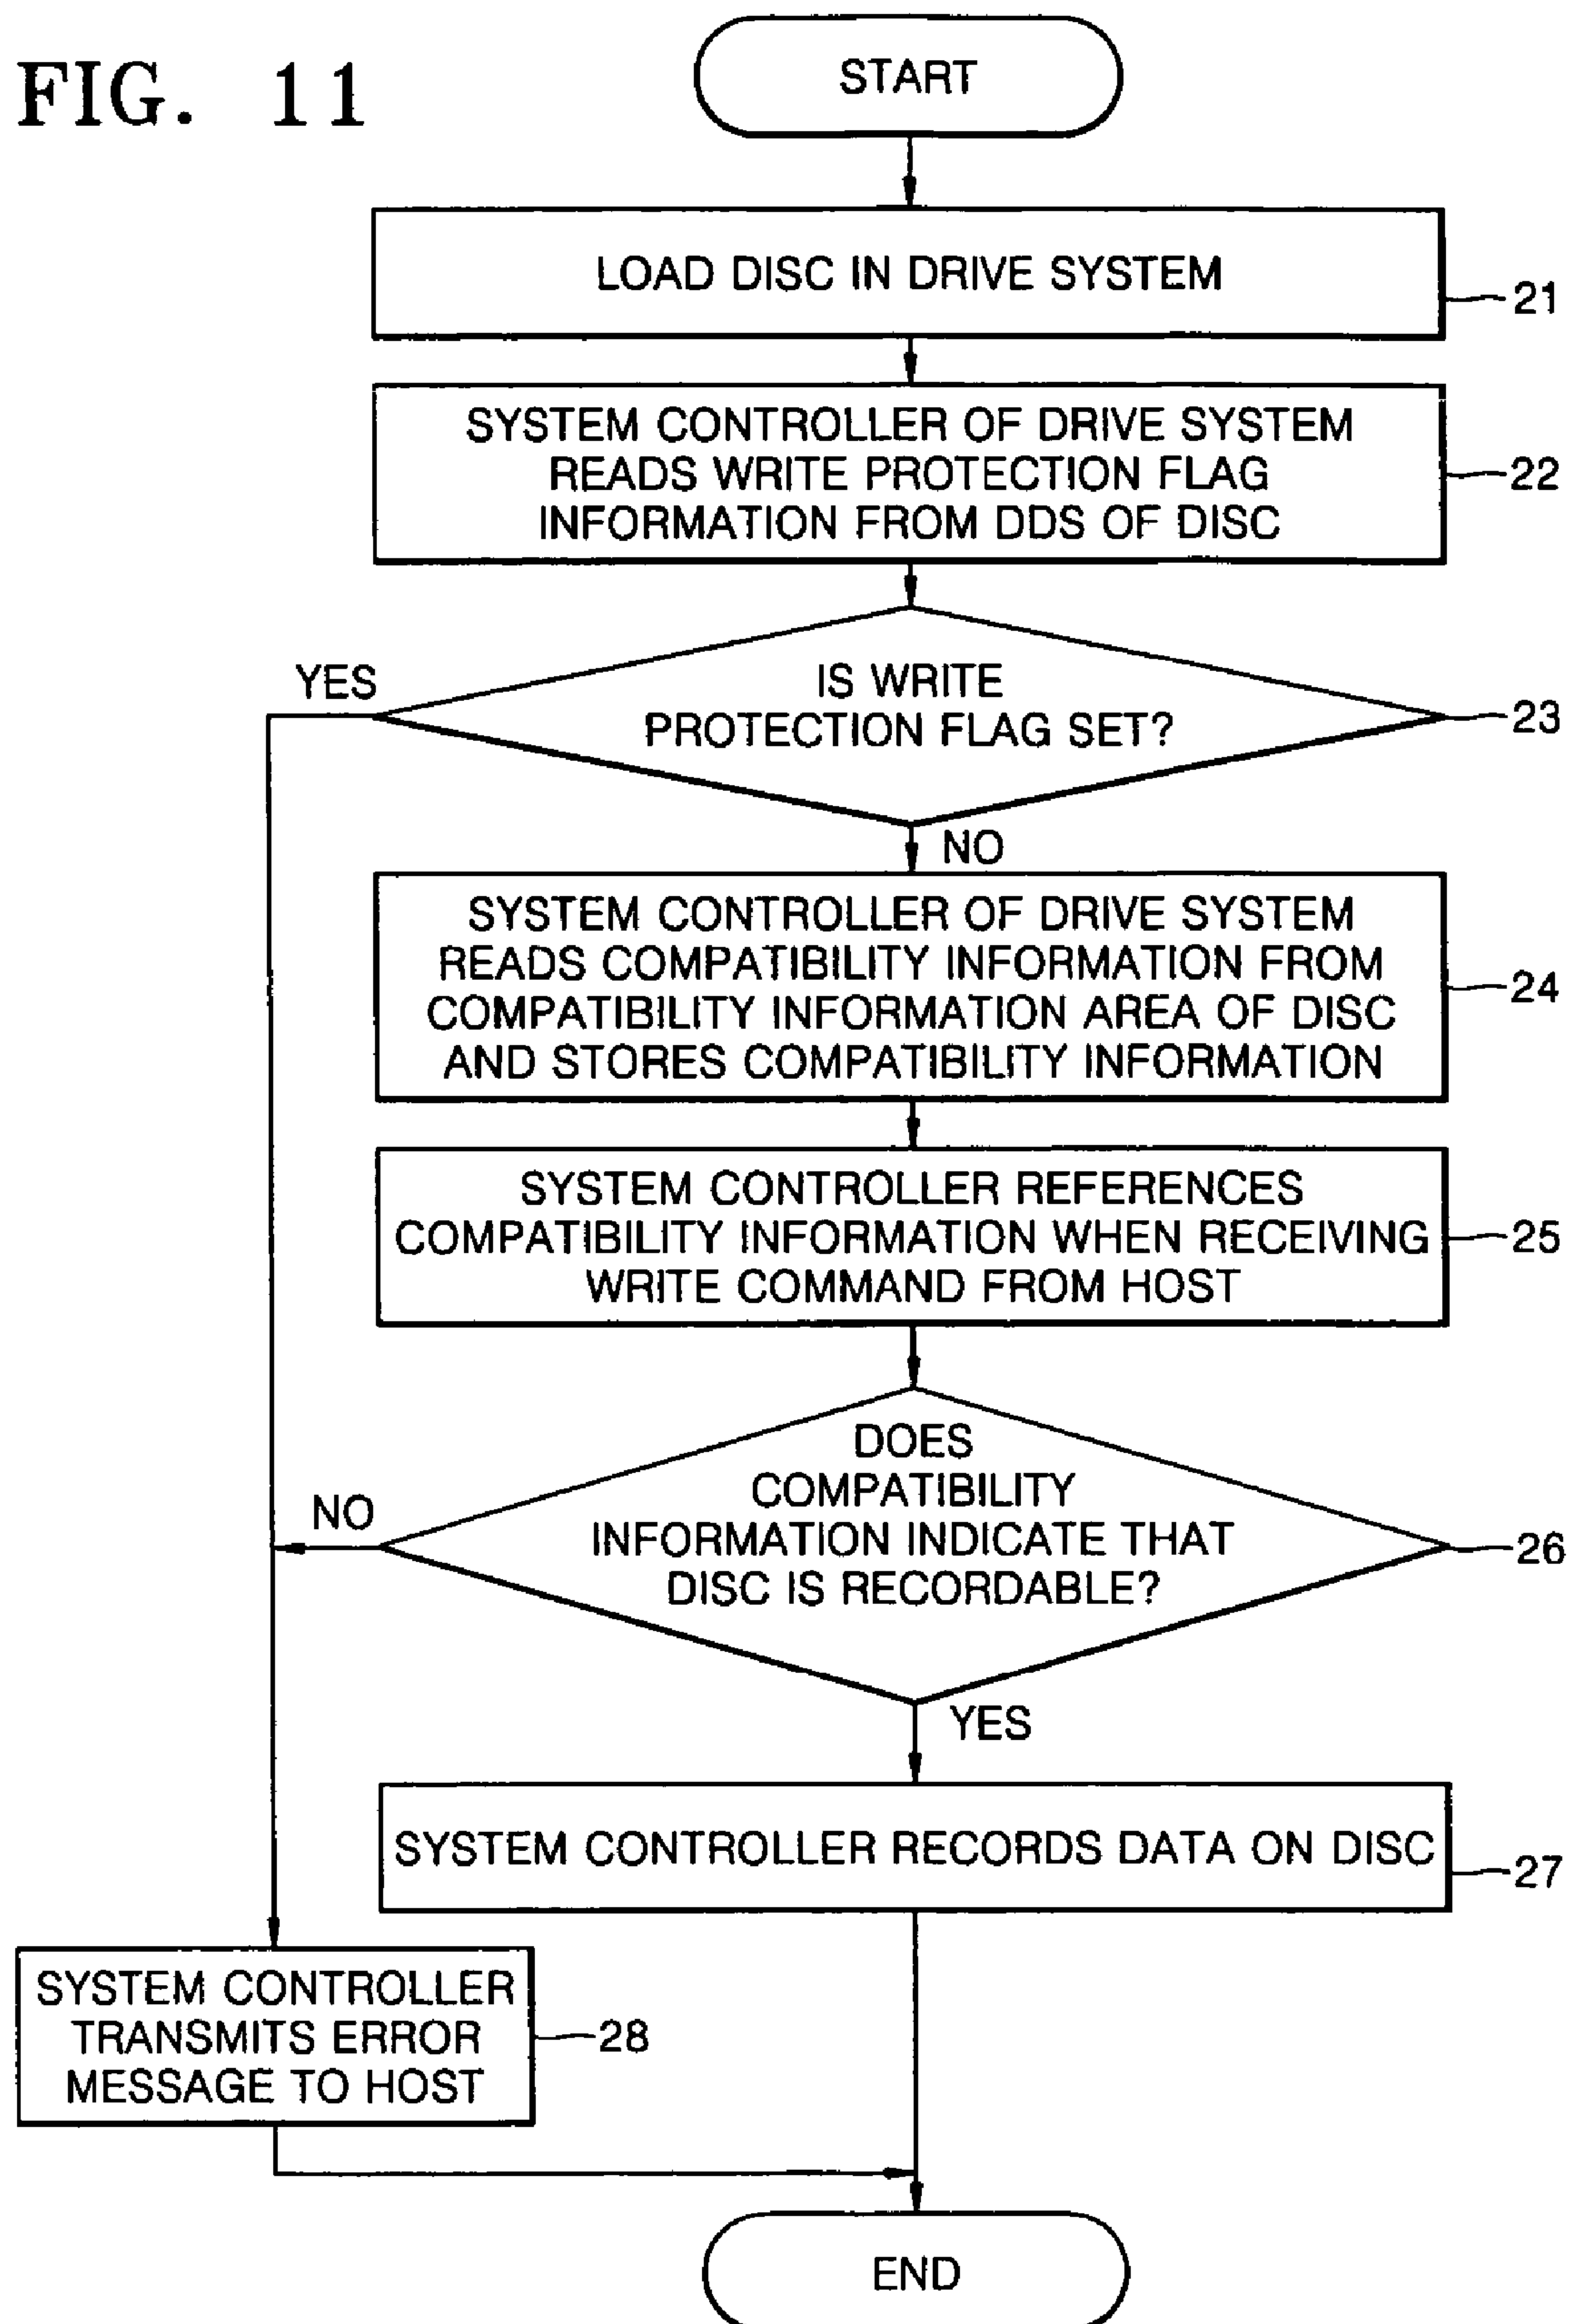 FIG. 11
START
LOAD DISC IN DRIVE SYSTEM
21
SYSTEM CONTROLLER OF DRIVE SYSTEM
READS WRITE PROTECTION FLAG
INFORMATION FROM DDS OF DISC
22
YES
IS WRITE
PROTECTION FLAG SET?
23
NO
SYSTEM CONTROLLER OF DRIVE SYSTEM
READS COMPATIBILITY INFORMATION FROM
COMPATIBILITY INFORMATION AREA OF DISC
AND STORES COMPATIBILITY INFORMATION
24
SYSTEM CONTROLLER REFERENCES
COMPATIBILITY INFORMATION WHEN RECEIVING
WRITE COMMAND FROM HOST
25
NO
DOES
COMPATIBILITY
INFORMATION INDICATE THAT
DISC IS RECORDABLE?
26
YES
SYSTEM CONTROLLER RECORDS DATA ON DISC
27
SYSTEM CONTROLLER
TRANSMITS ERROR
MESSAGE TO HOST
28
END